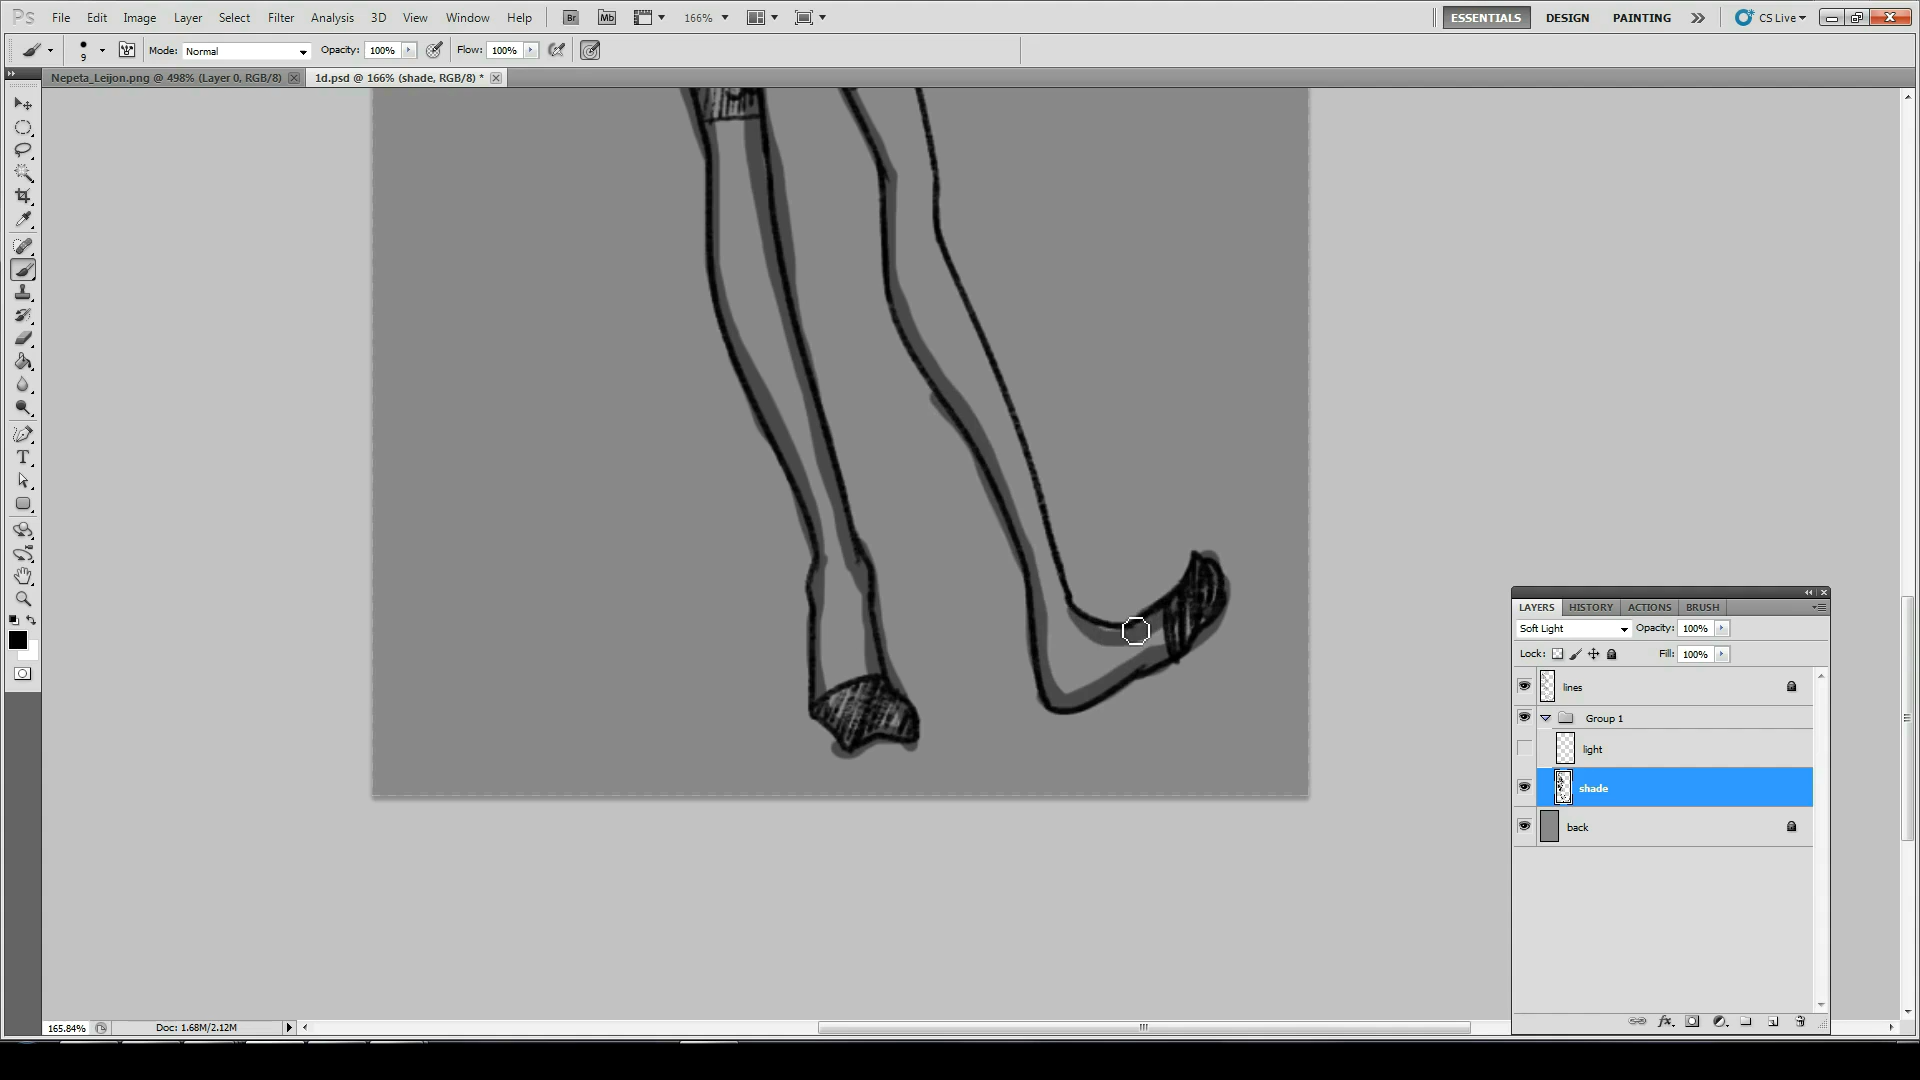 Ps File Edit Image Layer Select Filter Analysis 3D View Window Help Br Mb 166% ESSENTIALS DESIGN PAINTING CS Live
9 Mode: Normal Opacity: 100% Flow: 100%
Nepeta_Leijon.png @ 498% (Layer 0, RGB/8) 1d.psd @ 166% (shade, RGB/8) *
T
LAYERS HISTORY ACTIONS BRUSH
Soft Light Opacity: 100%
Lock: Fill: 100%
lines
Group 1
light
shade
back
fx
165.84% Doc: 1.68M/2.12M